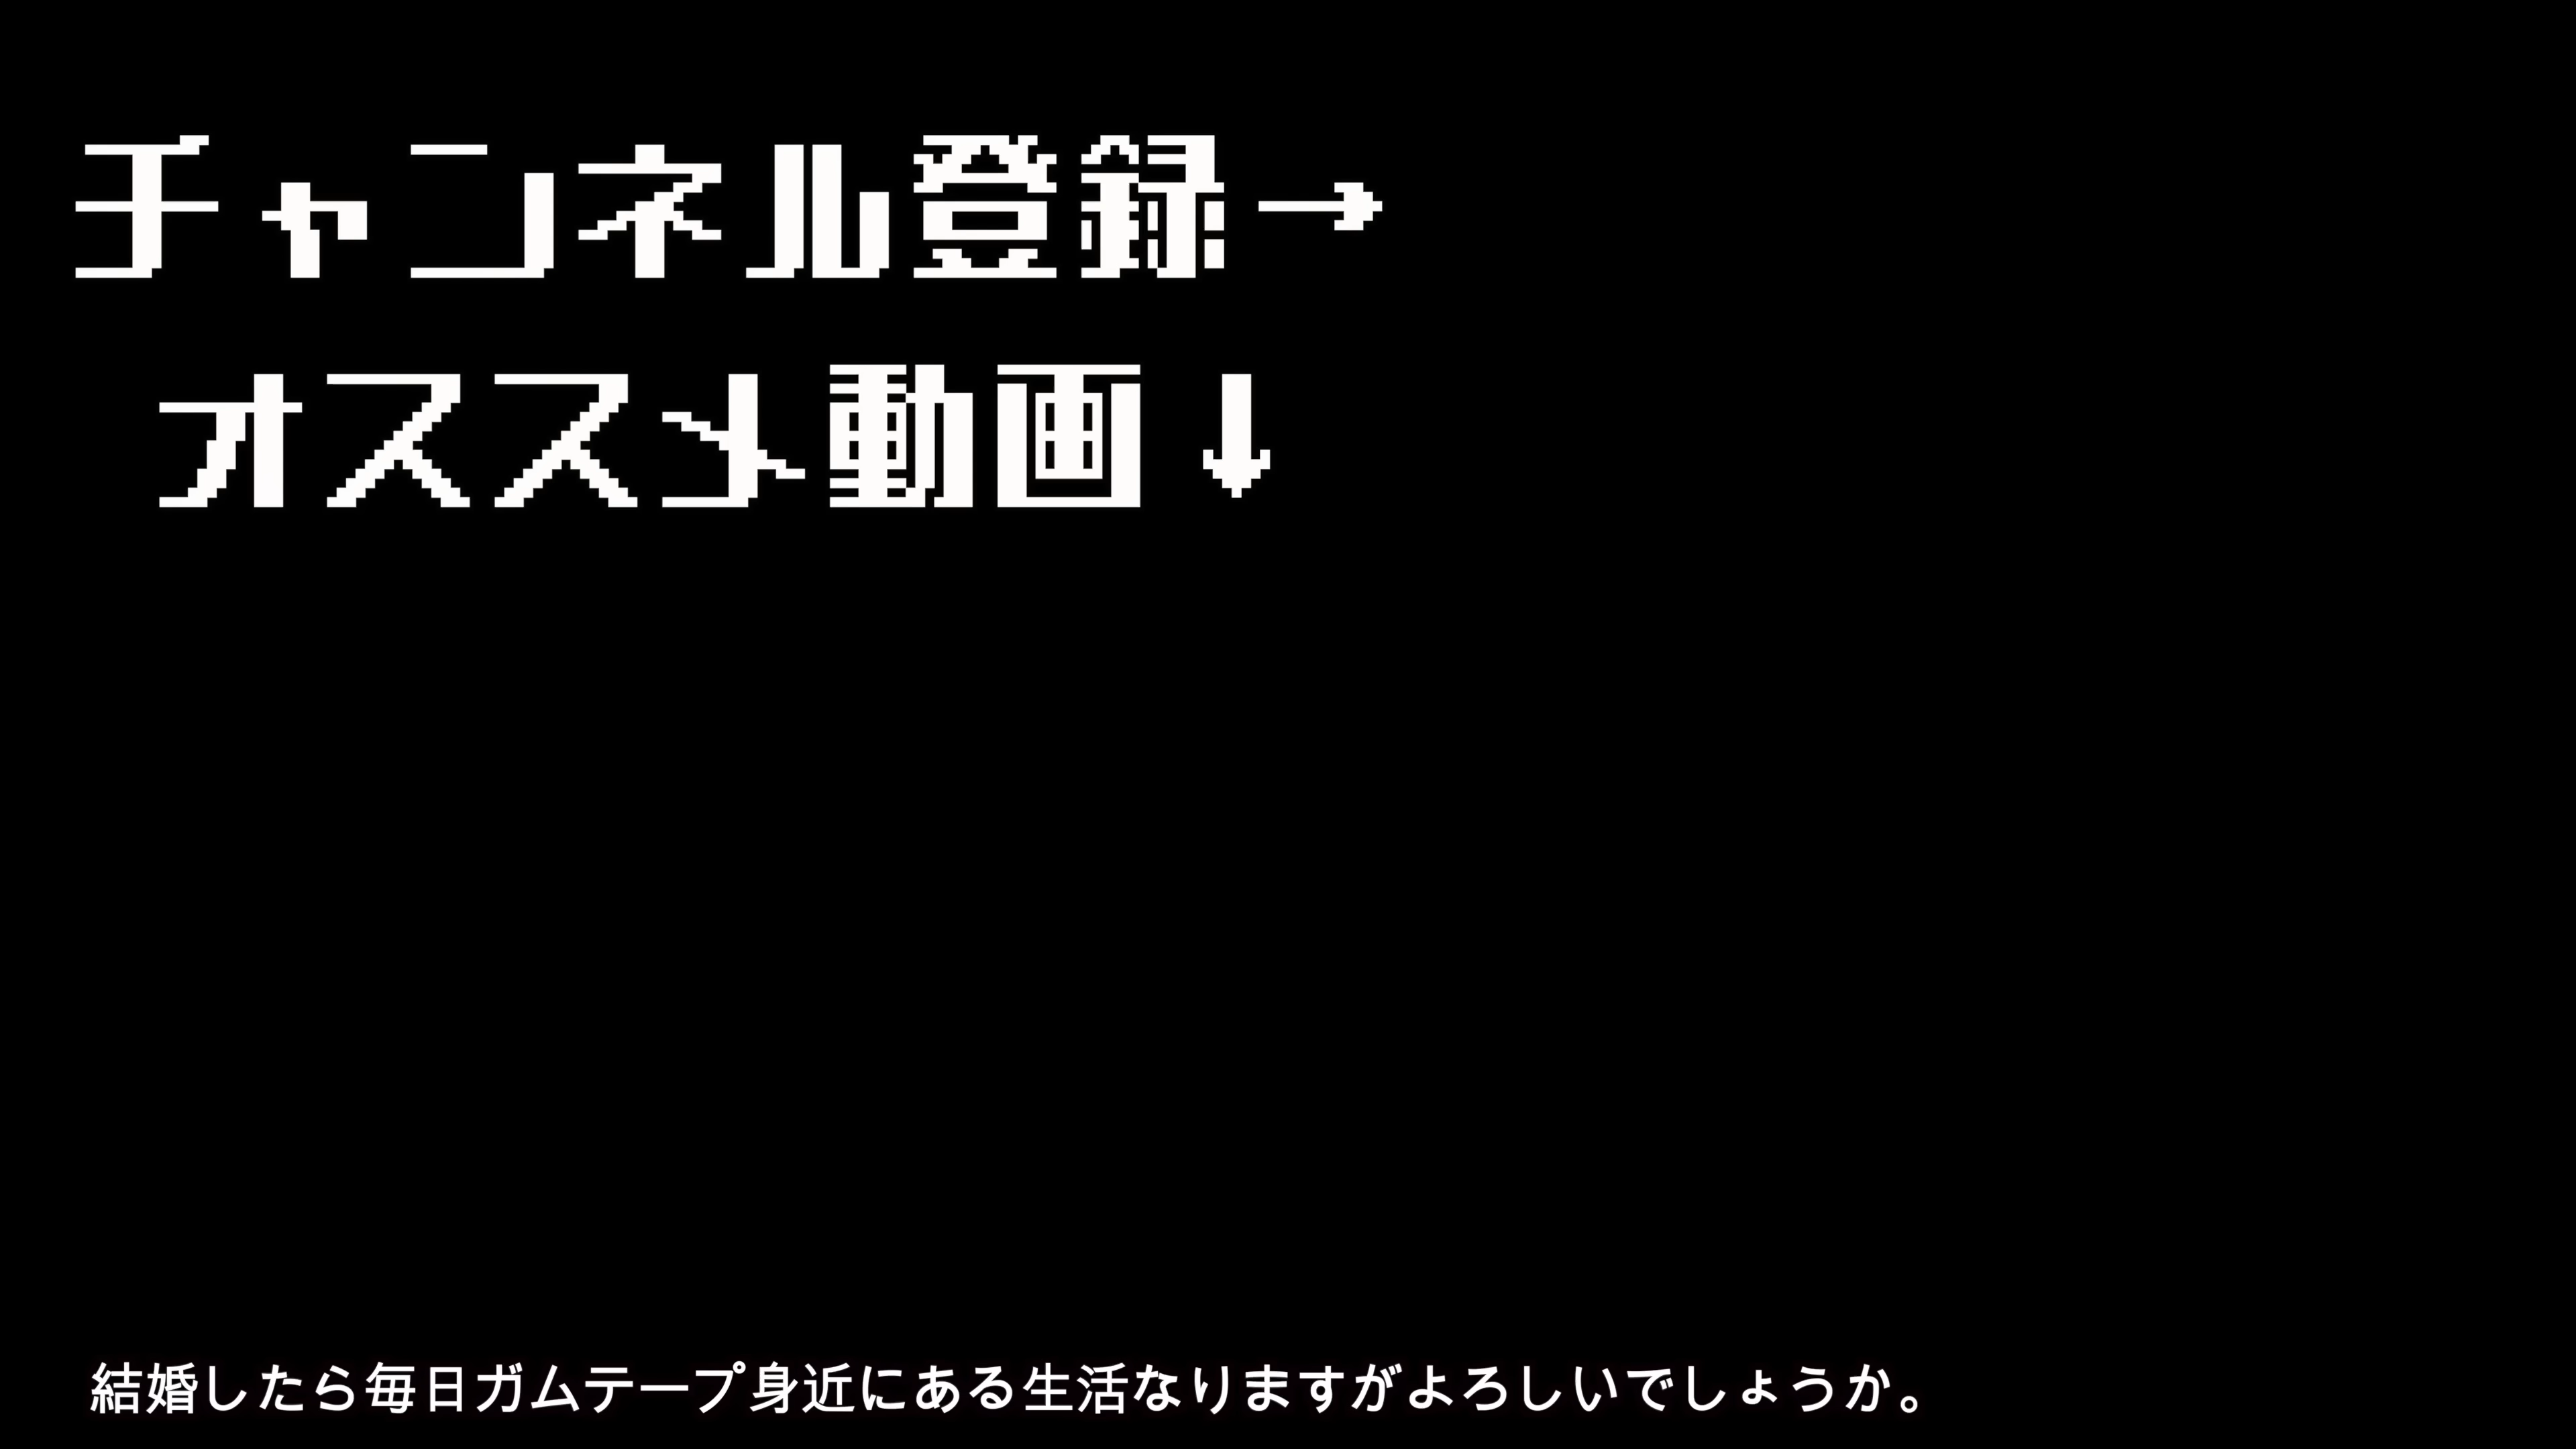 チャンネル登録→
オススメ動画↓
結婚したら毎日ガムテープ身近にある生活なりますがよろしいでしょうか。